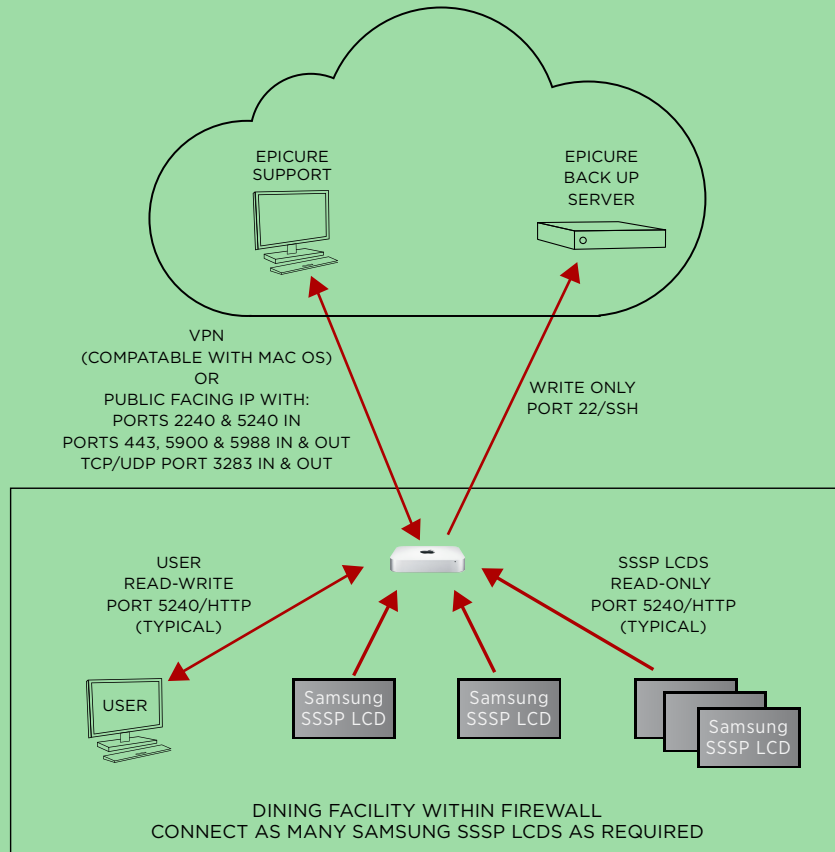 EPICURE
SUPPORT
EPICURE
BACK UP
SERVER
VPN
(COMPATABLE WITH MAC OS)
OR
PUBLIC FACING IP WITH:
PORTS 2240 & 5240 IN
PORTS 443, 5900 & 5988 IN & OUT
TCP/UDP PORT 3283 IN & OUT
WRITE ONLY
PORT 22/SSH
USER
READ-WRITE
PORT 5240/HTTP
(TYPICAL)
SSSP LCDS
READ-ONLY
PORT 5240/HTTP
(TYPICAL)
USER
Samsung
SSSP LCD
Samsung
SSSP LCD
Samsung
SSSP LCD
DINING FACILITY WITHIN FIREWALL
CONNECT AS MANY SAMSUNG SSSP LCDS AS REQUIRED